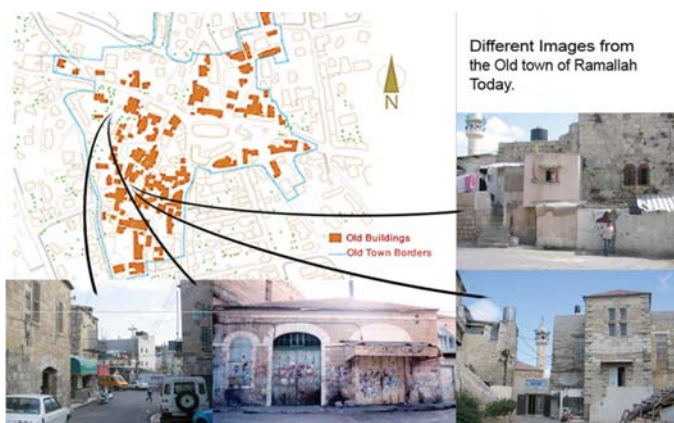 Different Images from
the Old town of Ramallah
Today.
N
Old Buildings
Old Town Borders